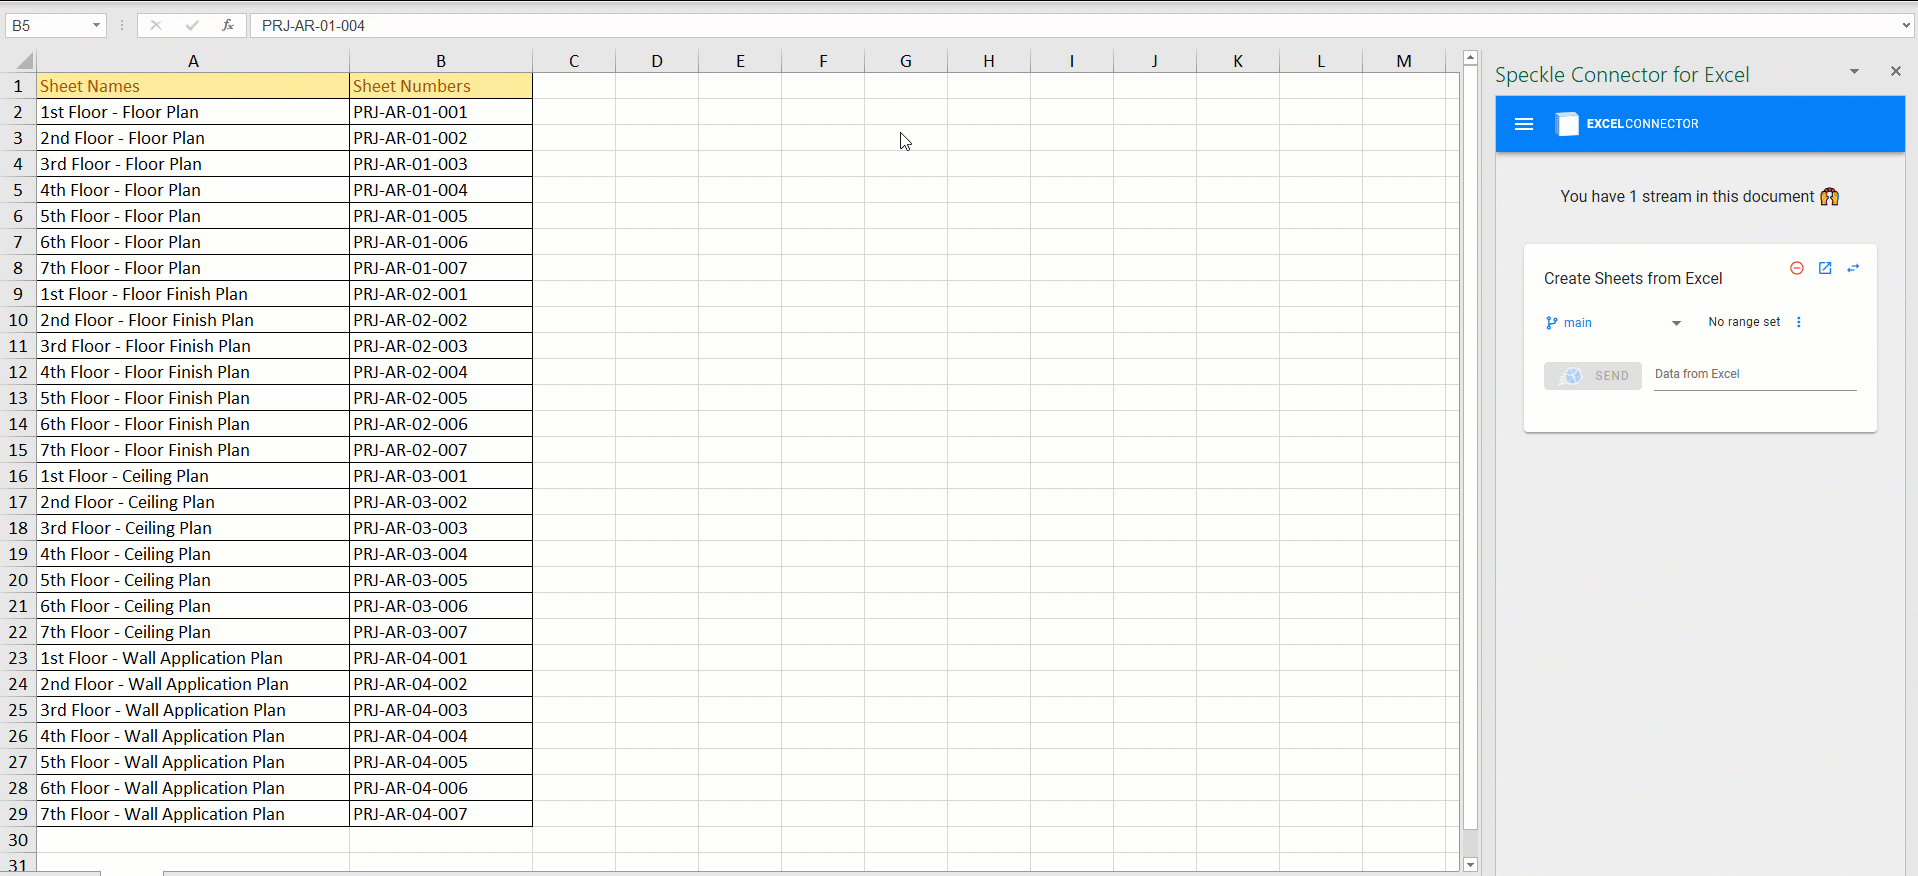 B5 fx PRJ-AR-01-004
A B C D E F G H I J K L M
1 Sheet Names Sheet Numbers
2 1st Floor - Floor Plan PRJ-AR-01-001
3 2nd Floor - Floor Plan PRJ-AR-01-002
4 3rd Floor - Floor Plan PRJ-AR-01-003
5 4th Floor - Floor Plan PRJ-AR-01-004
6 5th Floor - Floor Plan PRJ-AR-01-005
7 6th Floor - Floor Plan PRJ-AR-01-006
8 7th Floor - Floor Plan PRJ-AR-01-007
9 1st Floor - Floor Finish Plan PRJ-AR-02-001
10 2nd Floor - Floor Finish Plan PRJ-AR-02-002
11 3rd Floor - Floor Finish Plan PRJ-AR-02-003
12 4th Floor - Floor Finish Plan PRJ-AR-02-004
13 5th Floor - Floor Finish Plan PRJ-AR-02-005
14 6th Floor - Floor Finish Plan PRJ-AR-02-006
15 7th Floor - Floor Finish Plan PRJ-AR-02-007
16 1st Floor - Ceiling Plan PRJ-AR-03-001
17 2nd Floor - Ceiling Plan PRJ-AR-03-002
18 3rd Floor - Ceiling Plan PRJ-AR-03-003
19 4th Floor - Ceiling Plan PRJ-AR-03-004
20 5th Floor - Ceiling Plan PRJ-AR-03-005
21 6th Floor - Ceiling Plan PRJ-AR-03-006
22 7th Floor - Ceiling Plan PRJ-AR-03-007
23 1st Floor - Wall Application Plan PRJ-AR-04-001
24 2nd Floor - Wall Application Plan PRJ-AR-04-002
25 3rd Floor - Wall Application Plan PRJ-AR-04-003
26 4th Floor - Wall Application Plan PRJ-AR-04-004
27 5th Floor - Wall Application Plan PRJ-AR-04-005
28 6th Floor - Wall Application Plan PRJ-AR-04-006
29 7th Floor - Wall Application Plan PRJ-AR-04-007
30
31
Speckle Connector for Excel
EXCELCONNECTOR
You have 1 stream in this document
Create Sheets from Excel
main No range set
SEND Data from Excel